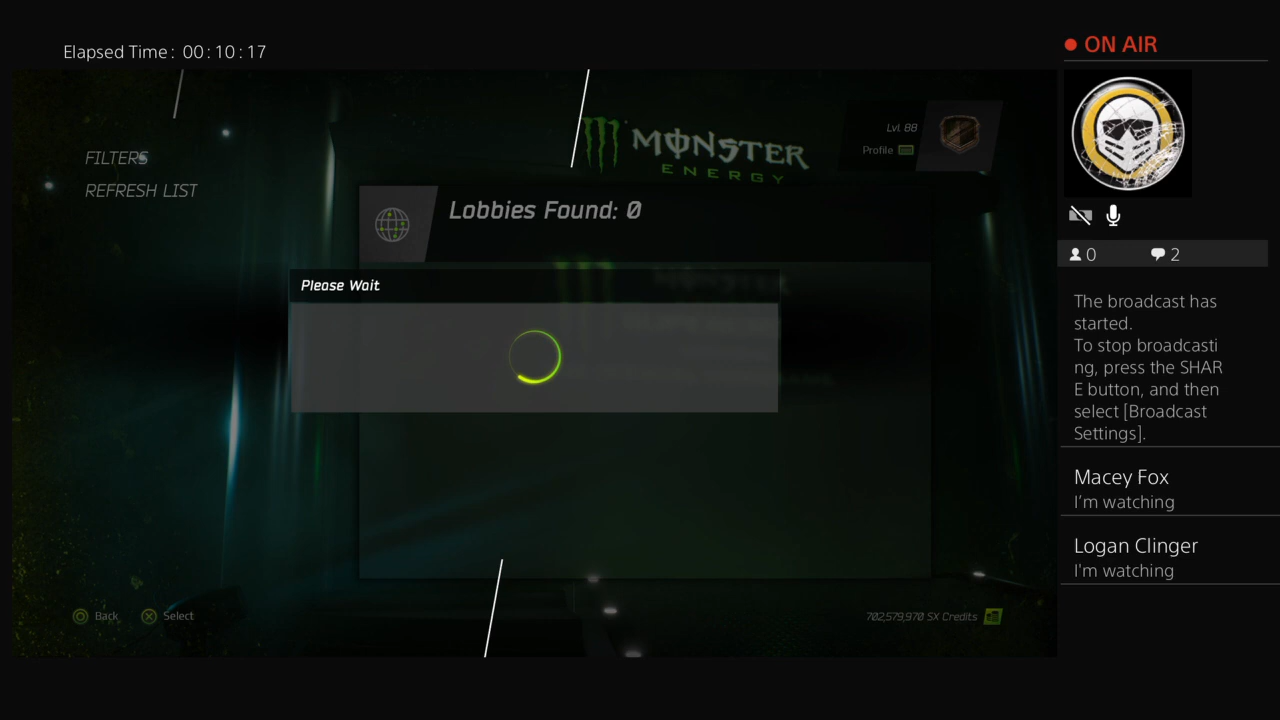 Elapsed Time: 00:10:17
FILTERS
REFRESH LIST
MONSTER
ENERGY
Lvl 88
Profile
Lobbies Found: 0
Please Wait
Back
Select
702,579,970 SX Credits
ON AIR
0
2
The broadcast has
started.
To stop broadcasti
ng, press the SHAR
E button, and then
select [Broadcast
Settings].
Macey Fox
I'm watching
Logan Clinger
I'm watching